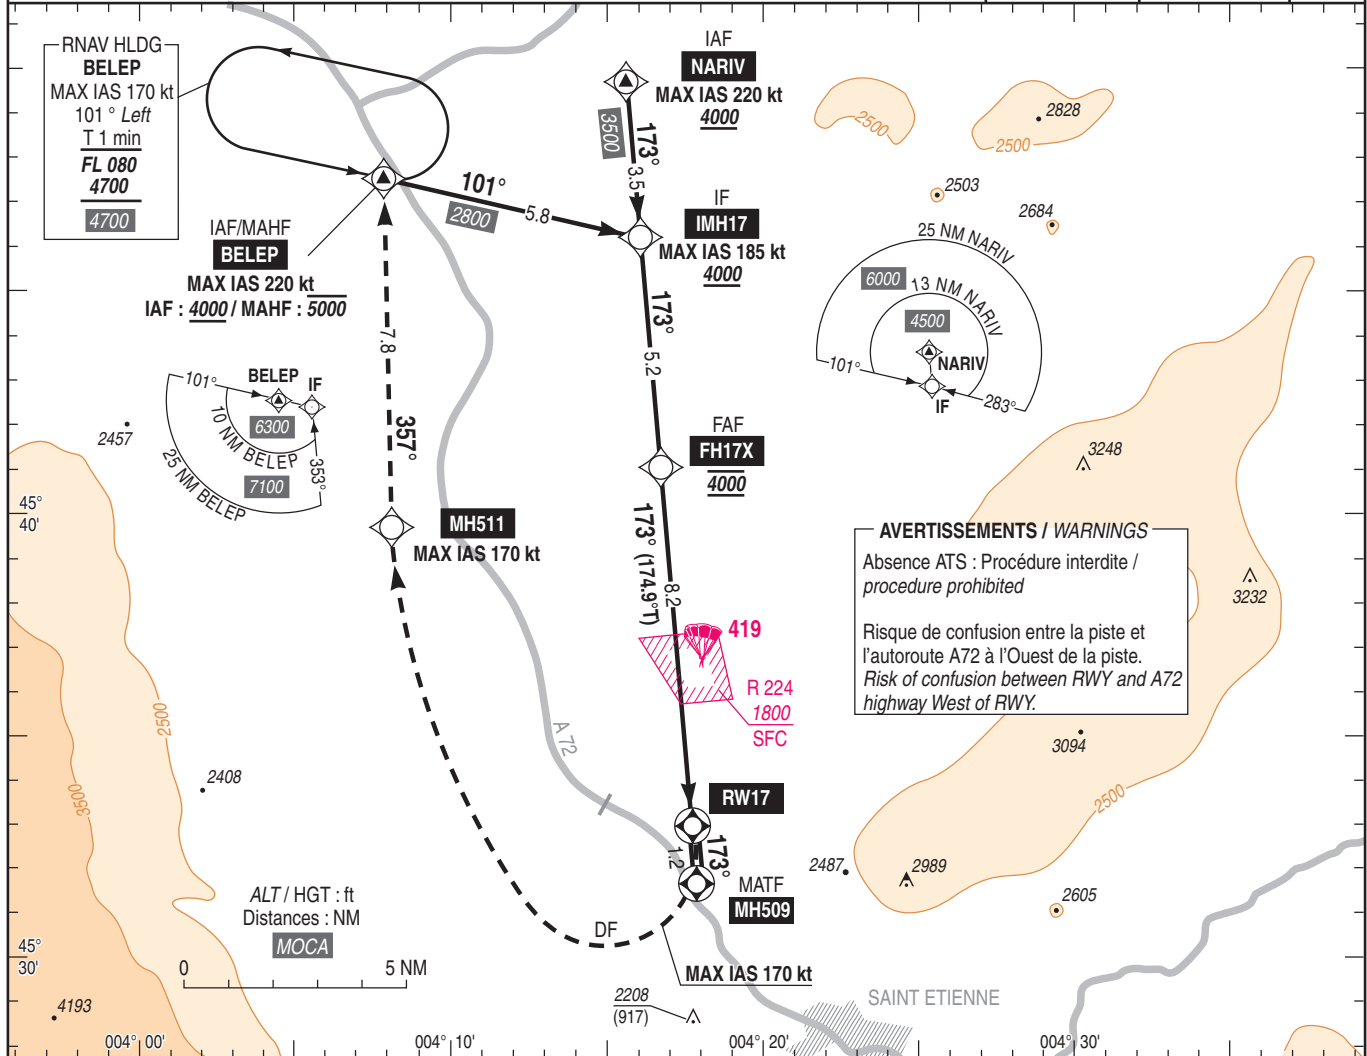 RNAV HLDG
BELEP
MAX IAS 170 kt
101 ° Left
T 1 min
FL 080
4700
4700
IAF
NARIV
MAX IAS 220 kt
4000
3500
173°
3.5
2500
2828
2500
2503
2684
101°
2800
5.8
IF
IMH17
MAX IAS 185 kt
4000
IAF/MAHF
BELEP
MAX IAS 220 kt
IAF : 4000 / MAHF : 5000
25 NM NARIV
6000
13 NM NARIV
4500
NARIV
101°
IF
283°
173°
7.8
5.2
101°
BELEP
IF
6300
10 NM BELEP
7100
25 NM BELEP
353°
2457
357°
FAF
FH17X
4000
3248
45°
40'
MH511
MAX IAS 170 kt
173° (174.9°T)
8.2
AVERTISSEMENTS / WARNINGS
Absence ATS : Procédure interdite /
procedure prohibited
Risque de confusion entre la piste et
l'autoroute A72 à l'Ouest de la piste.
Risk of confusion between RWY and A72
highway West of RWY.
3232
419
R 224
1800
SFC
2500
3500
A 72
2408
3094
2500
RW17
1.2
173°
MATF
MH509
2487
2989
2605
ALT / HGT : ft
Distances : NM
MOCA
DF
45°
30'
0
5 NM
MAX IAS 170 kt
4193
2208
(917)
SAINT ETIENNE
004° 00'
004° 10'
004° 20'
004° 30'